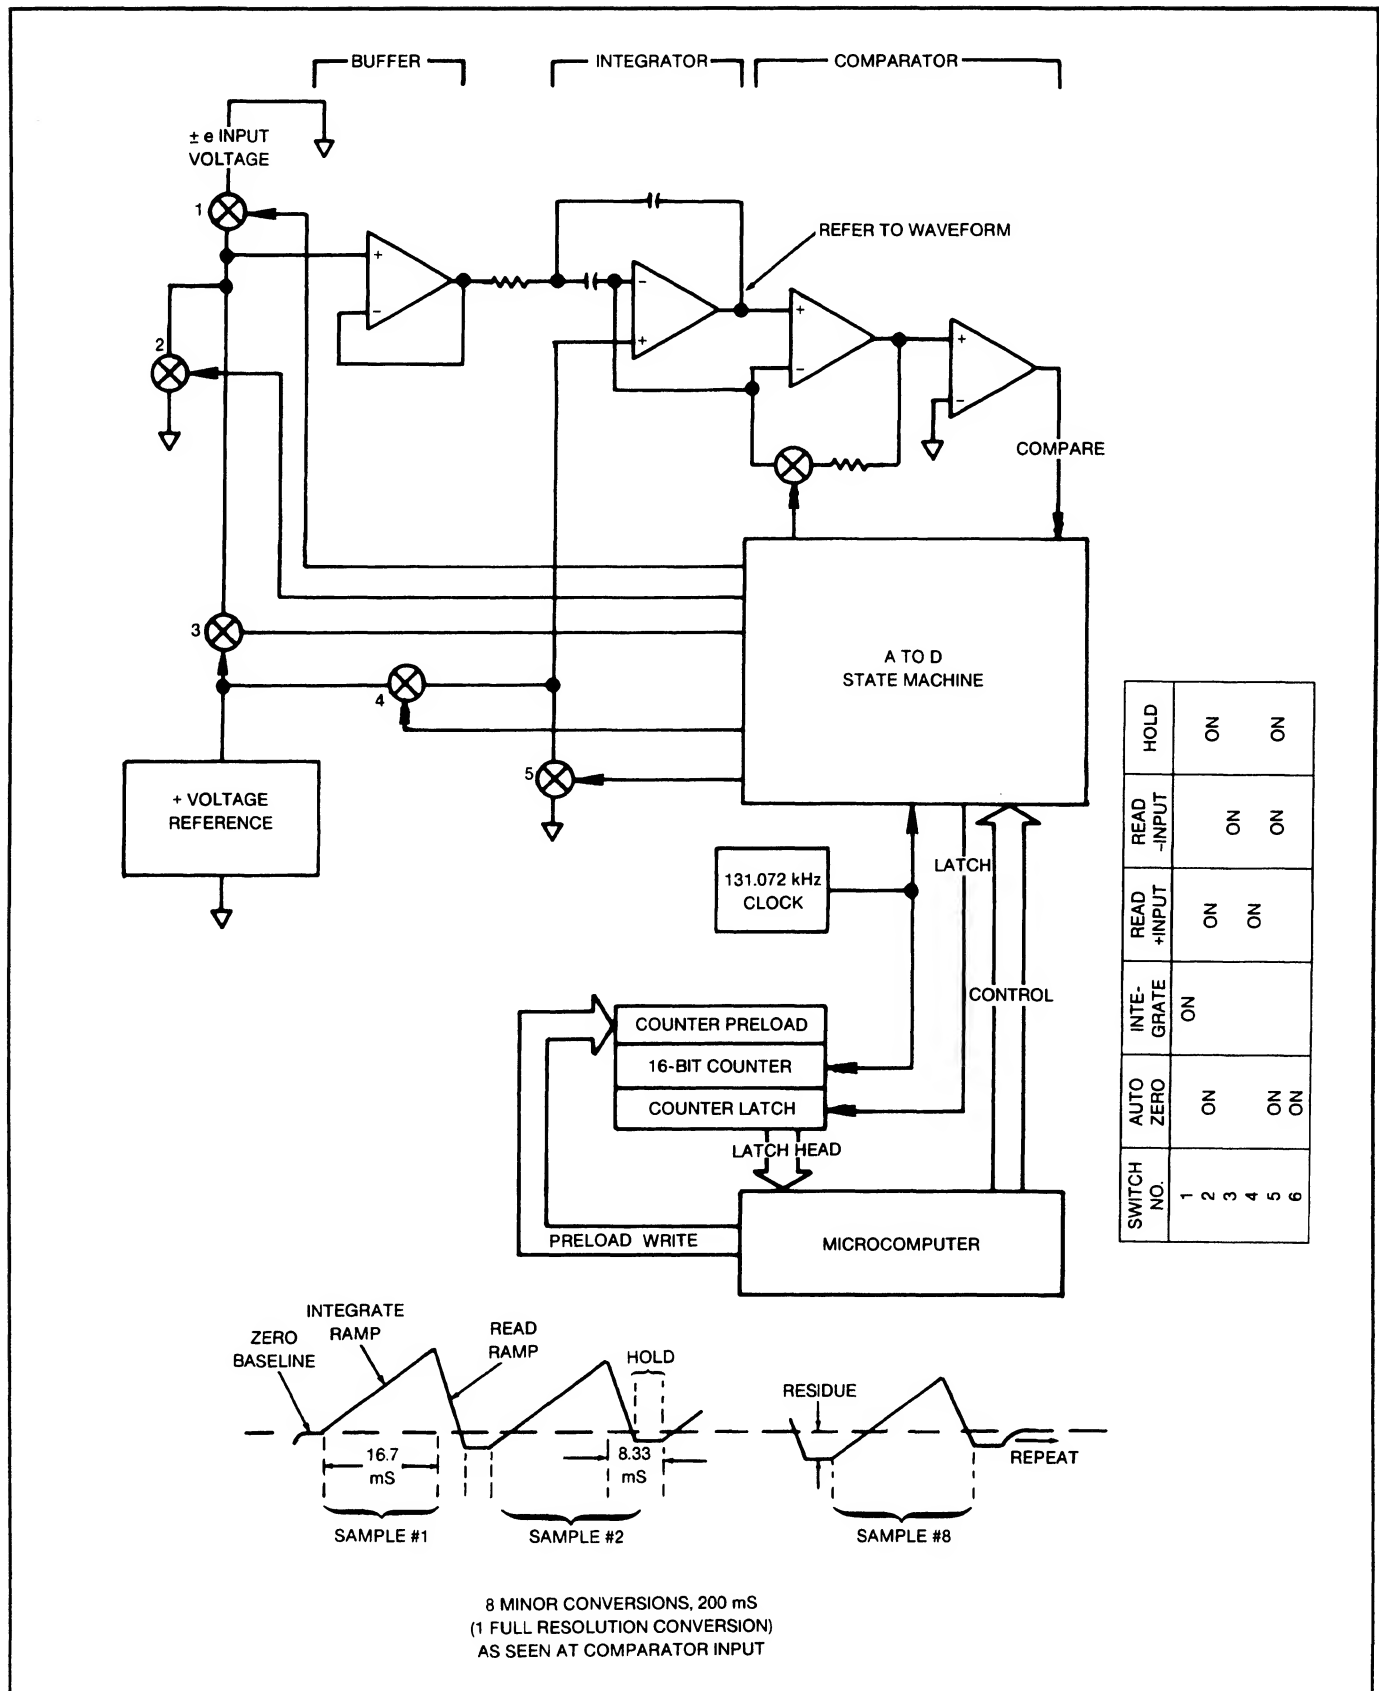 BUFFER
INTEGRATOR
COMPARATOR
± e INPUT
VOLTAGE
1
+
-
REFER TO WAVEFORM
-
+
+
-
+
-
2
COMPARE
3
4
5
A TO D
STATE MACHINE
+ VOLTAGE
REFERENCE
131.072 kHz
CLOCK
LATCH
CONTROL
COUNTER PRELOAD
16-BIT COUNTER
COUNTER LATCH
LATCH HEAD
PRELOAD WRITE
MICROCOMPUTER
SWITCH NO. 1 2 3 4 5 6
AUTO ZERO ON ON ON
INTE- GRATE ON
READ +INPUT ON ON
READ -INPUT ON ON
HOLD ON ON
INTEGRATE
RAMP
ZERO
BASELINE
READ
RAMP
HOLD
RESIDUE
16.7
mS
8.33
mS
REPEAT
SAMPLE #1
SAMPLE #2
SAMPLE #8
8 MINOR CONVERSIONS, 200 mS
(1 FULL RESOLUTION CONVERSION)
AS SEEN AT COMPARATOR INPUT